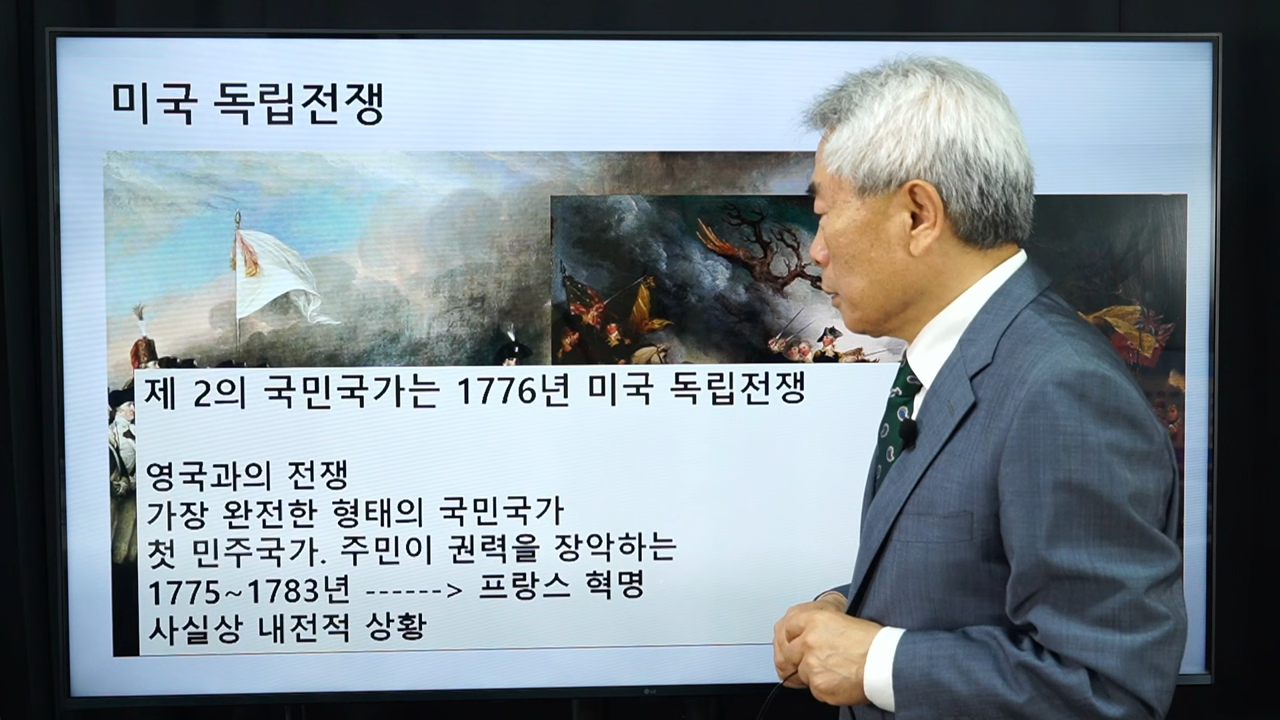 미국 독립전쟁
제 2의 국민국가는 1776년 미국 독립전쟁
영국과의 전쟁
가장 완전한 형태의 국민국가
첫 민주국가. 주민이 권력을 장악하는
1775~1783년 ------> 프랑스 혁명
사실상 내전적 상황
LG